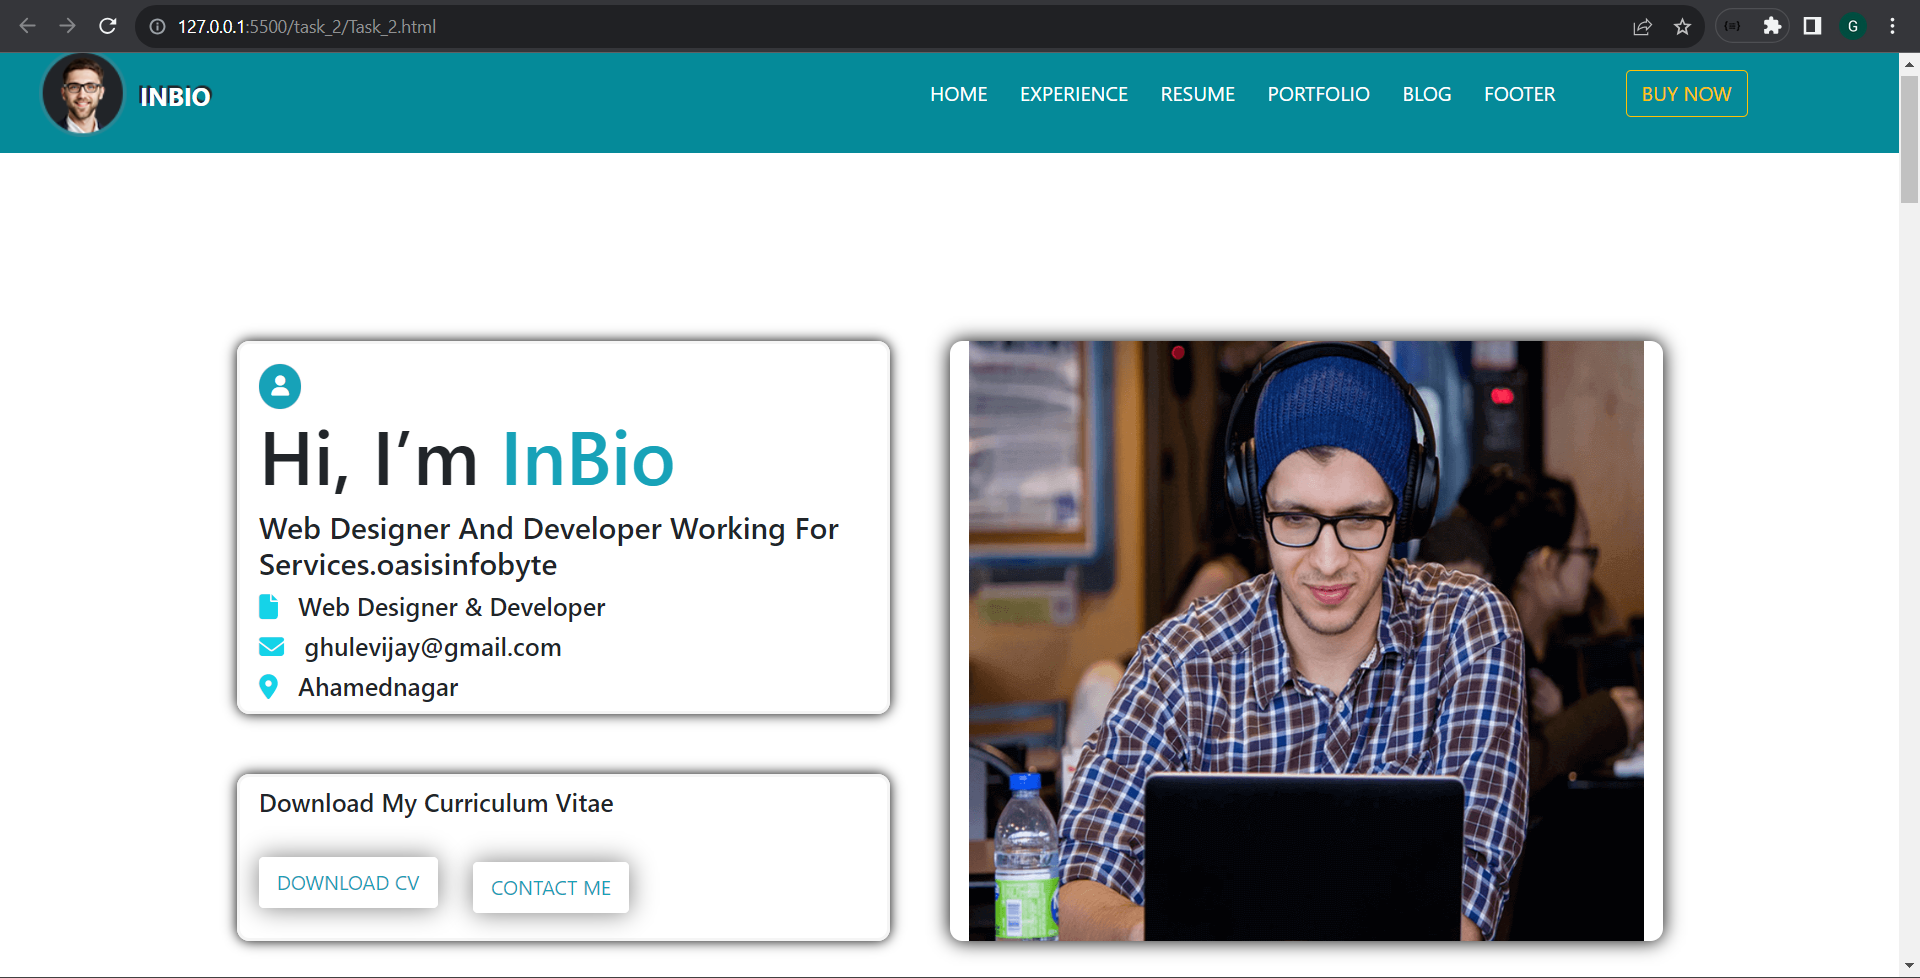 127.0.0.1:5500/task_2/Task_2.html
G
INBIO
HOME EXPERIENCE RESUME PORTFOLIO BLOG FOOTER BUY NOW
Hi, I’m InBio
Web Designer And Developer Working For
Services.oasisinfobyte
Web Designer & Developer
ghulevijay@gmail.com
Ahamednagar
Download My Curriculum Vitae
DOWNLOAD CV
CONTACT ME